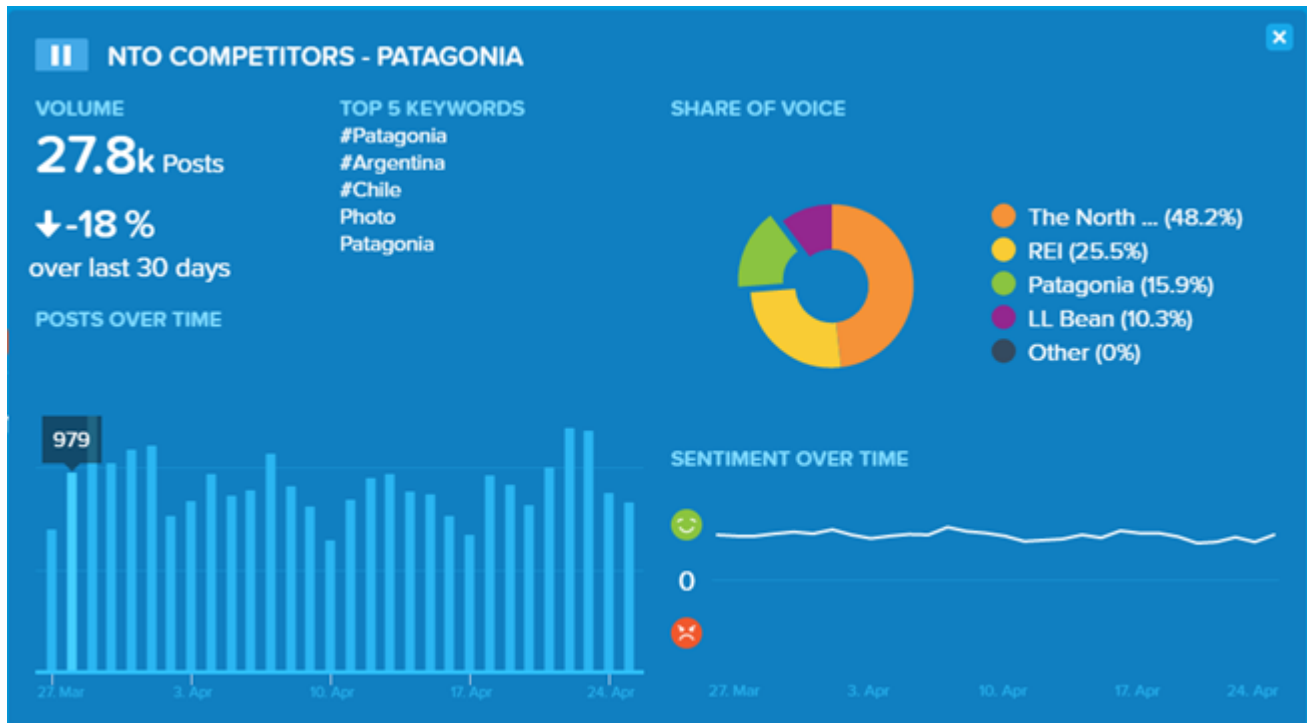 NTO COMPETITORS - PATAGONIA
VOLUME
27.8k Posts
-18 %
over last 30 days
TOP 5 KEYWORDS
#Patagonia
#Argentina
#Chile
Photo
Patagonia
SHARE OF VOICE
The North ... (48.2%)
REI (25.5%)
Patagonia (15.9%)
LL Bean (10.3%)
Other (0%)
POSTS OVER TIME
979
27. Mar
3. Apr
10. Apr
17. Apr
24. Apr
SENTIMENT OVER TIME
0
27. Mar
3. Apr
10. Apr
17. Apr
24. Apr